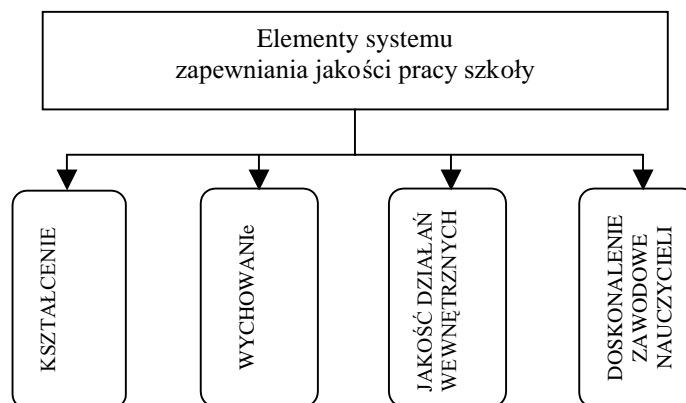 Elementy systemu
zapewniania jakości pracy szkoły
KSZTAŁCENIE
WYCHOWANIe
JAKOŚĆ DZIAŁAŃ
WEWNĘTRZNYCH
DOSKONALENIE
ZAWODOWE
NAUCZYCIELI